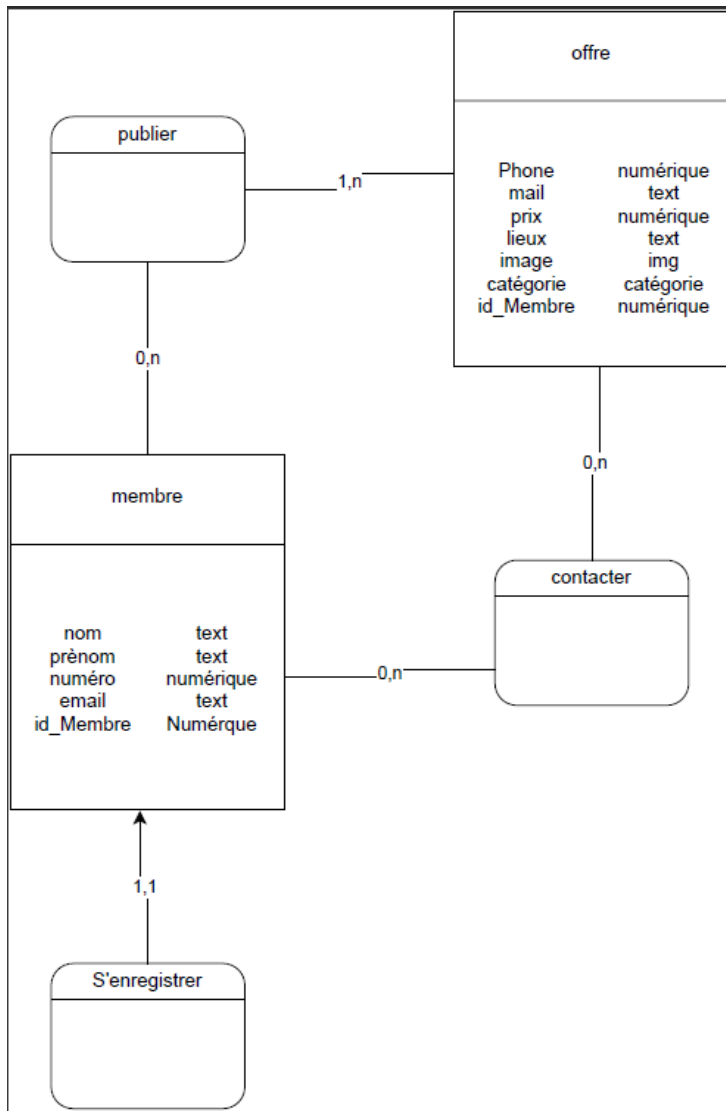 offre
publier
1,n
Phone numérique
mail text
prix numérique
lieux text
image img
catégorie catégorie
id_Membre numérique
0,n
0,n
membre
contacter
nom text
prènom text
numéro numérique
email text
id_Membre Numérque
0,n
1,1
S'enregistrer